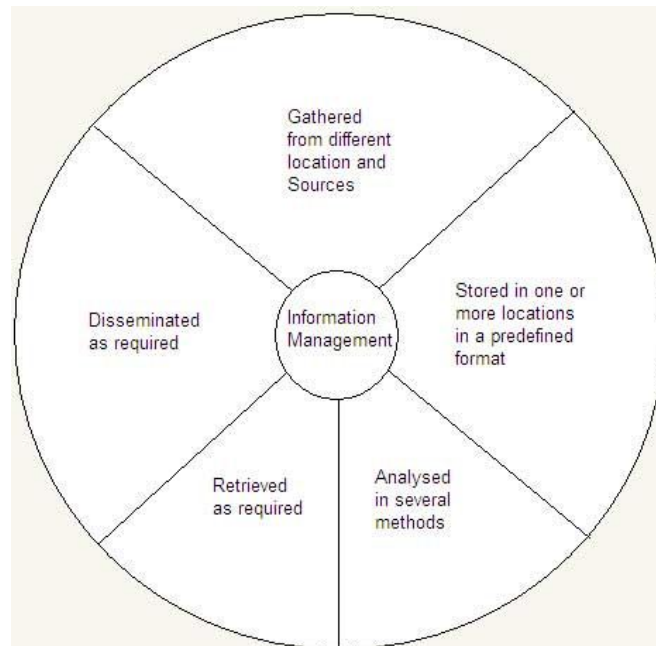 Gathered
from different
location and
Sources
Stored in one or
more locations
in a predefined
format
Information
Management
Disseminated
as required
Retrieved
as required
Analysed
in several
methods